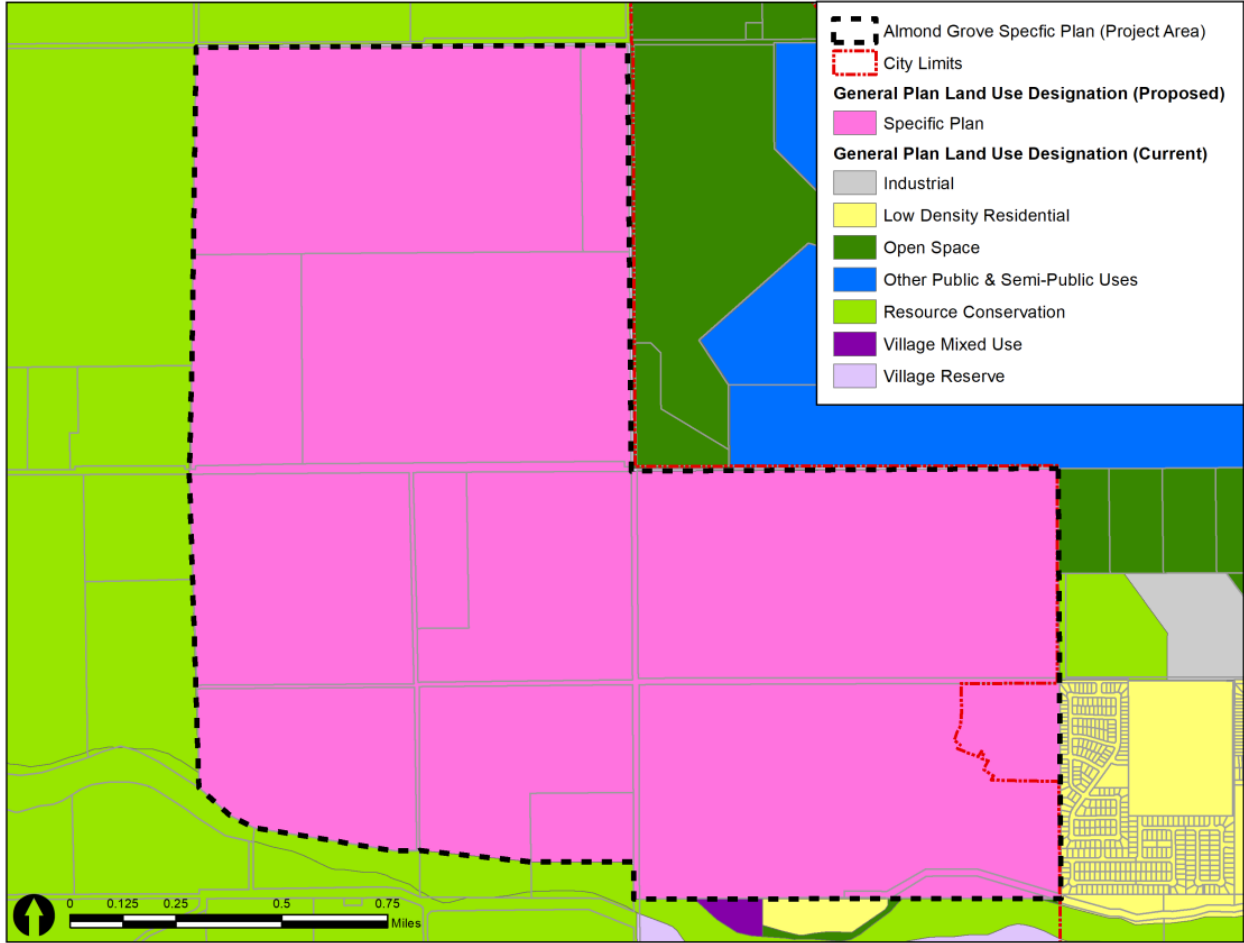 Almond Grove Specfic Plan (Project Area)
City Limits
General Plan Land Use Designation (Proposed)
Specific Plan
General Plan Land Use Designation (Current)
Industrial
Low Density Residential
Open Space
Other Public & Semi-Public Uses
Resource Conservation
Village Mixed Use
Village Reserve
0 0.125 0.25 0.5 0.75
Miles